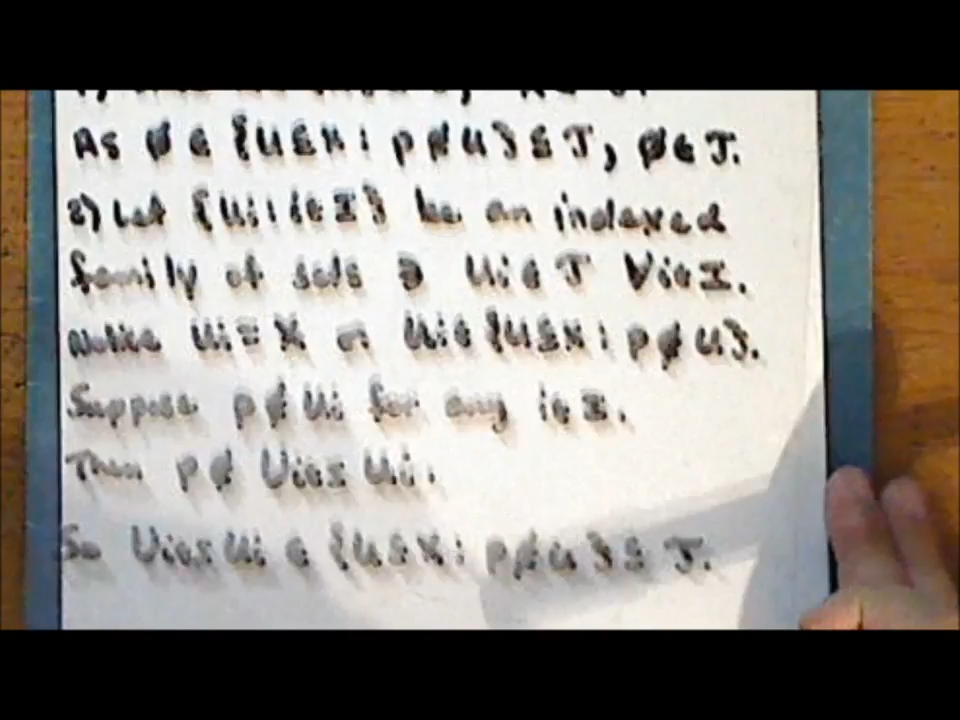 As ∅ ∈ {U⊆X : p∉U} ⊆ T, ∅∈T.
2) Let {Ui : i∈I} be an indexed
family of sets ∋ Ui∈T ∀i∈I.
Notice Ui=X or Ui∈{U⊆X : p∉U}.
Suppose p∉Ui for any i∈I.
Then p∉ ∪i∈I Ui.
So ∪i∈I Ui ∈ {U⊆X : p∉U} ⊆ T.